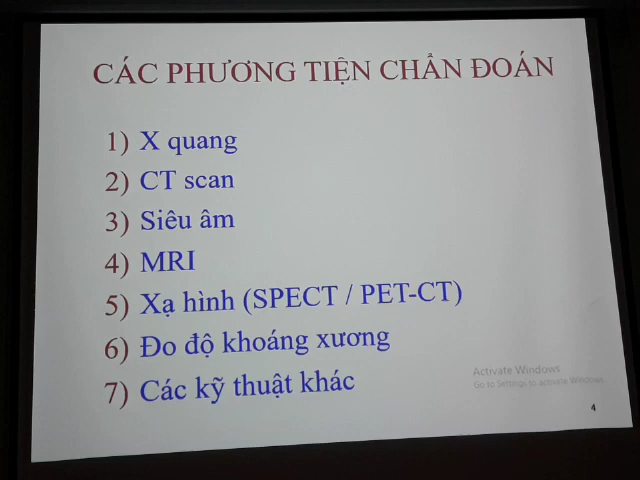 CÁC PHƯƠNG TIỆN CHẨN ĐOÁN
1) X quang
2) CT scan
3) Siêu âm
4) MRI
5) Xạ hình (SPECT / PET-CT)
6) Đo độ khoáng xương
7) Các kỹ thuật khác
Activate Windows
Go to Settings to activate Windows.
4